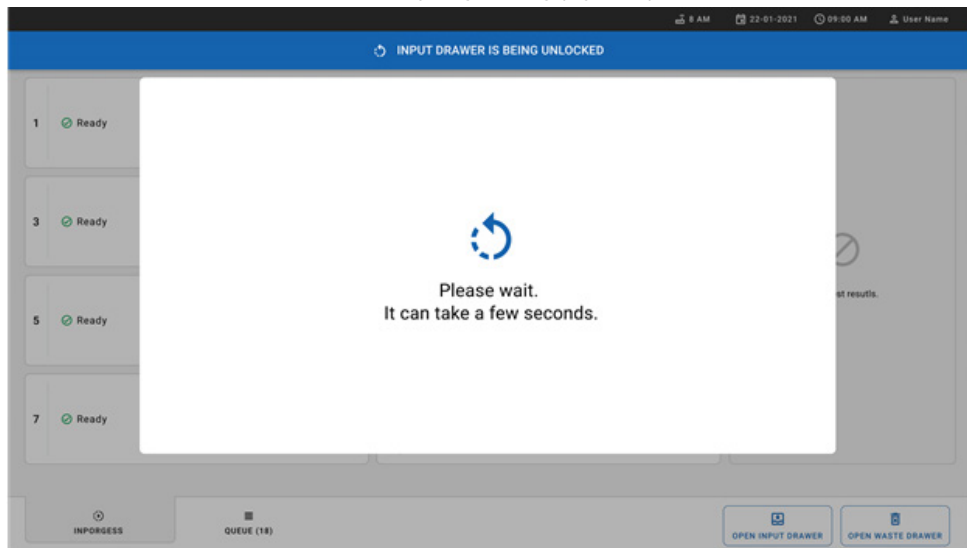 8 AM 22-01-2021 09:00 AM User Name
INPUT DRAWER IS BEING UNLOCKED
1 Ready
3 Ready
Please wait.
It can take a few seconds.
st resutls.
5 Ready
7 Ready
INPORGESS
QUEUE (18)
OPEN INPUT DRAWER
OPEN WASTE DRAWER